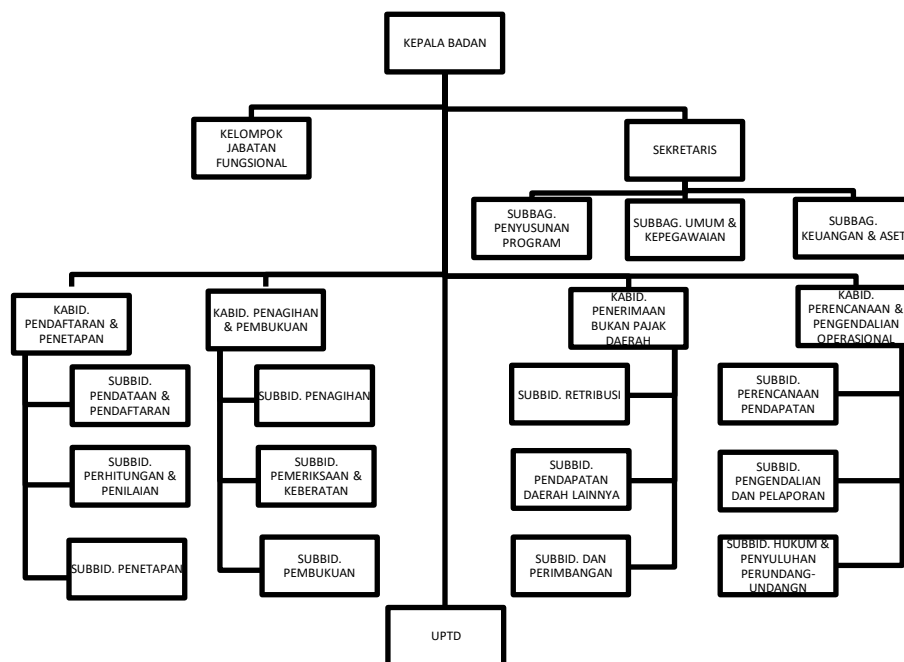 KEPALA BADAN
KELOMPOK
JABATAN
FUNGSIONAL
SEKRETARIS
SUBBAG.
PENYUSUNAN
PROGRAM
SUBBAG. UMUM &
KEPEGAWAIAN
SUBBAG.
KEUANGAN & ASET
KABID.
PENDAFTARAN &
PENETAPAN
KABID. PENAGIHAN
& PEMBUKUAN
KABID.
PENERIMAAN
BUKAN PAJAK
DAERAH
KABID.
PERENCANAAN &
PENGENDALIAN
OPERASIONAL
SUBBID.
PENDATAAN &
PENDAFTARAN
SUBBID. PENAGIHAN
SUBBID. RETRIBUSI
SUBBID.
PERENCANAAN
PENDAPATAN
SUBBID.
PERHITUNGAN &
PENILAIAN
SUBBID.
PEMERIKSAAN &
KEBERATAN
SUBBID.
PENDAPATAN
DAERAH LAINNYA
SUBBID.
PENGENDALIAN
DAN PELAPORAN
SUBBID. PENETAPAN
SUBBID.
PEMBUKUAN
SUBBID. DAN
PERIMBANGAN
SUBBID. HUKUM &
PENYULUHAN
PERUNDANG-
UNDANGN
UPTD